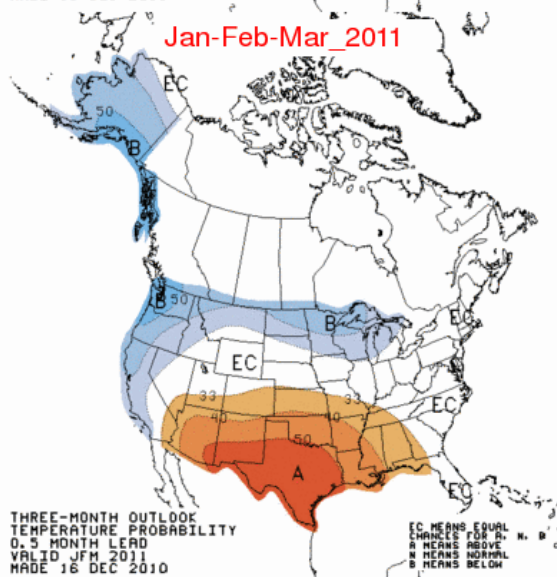 Jan-Feb-Mar_2011
EC
50
B
B
50
B
EC
EC
33
33
EC
40
40
50
A
EC
THREE-MONTH OUTLOOK
TEMPERATURE PROBABILITY
0.5 MONTH LEAD
VALID JFM 2011
MADE 16 DEC 2010
EC MEANS EQUAL
CHANCES FOR A, N, B
A MEANS ABOVE
N MEANS NORMAL
B MEANS BELOW